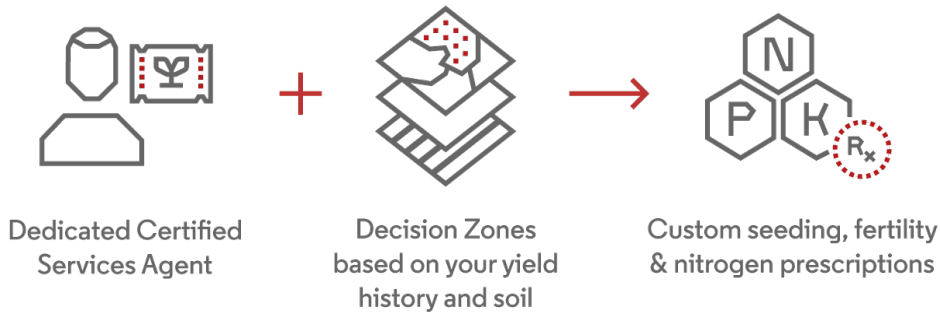 N
P K
Rx
Dedicated Certified
Services Agent
Decision Zones
based on your yield
history and soil
Custom seeding, fertility
& nitrogen prescriptions